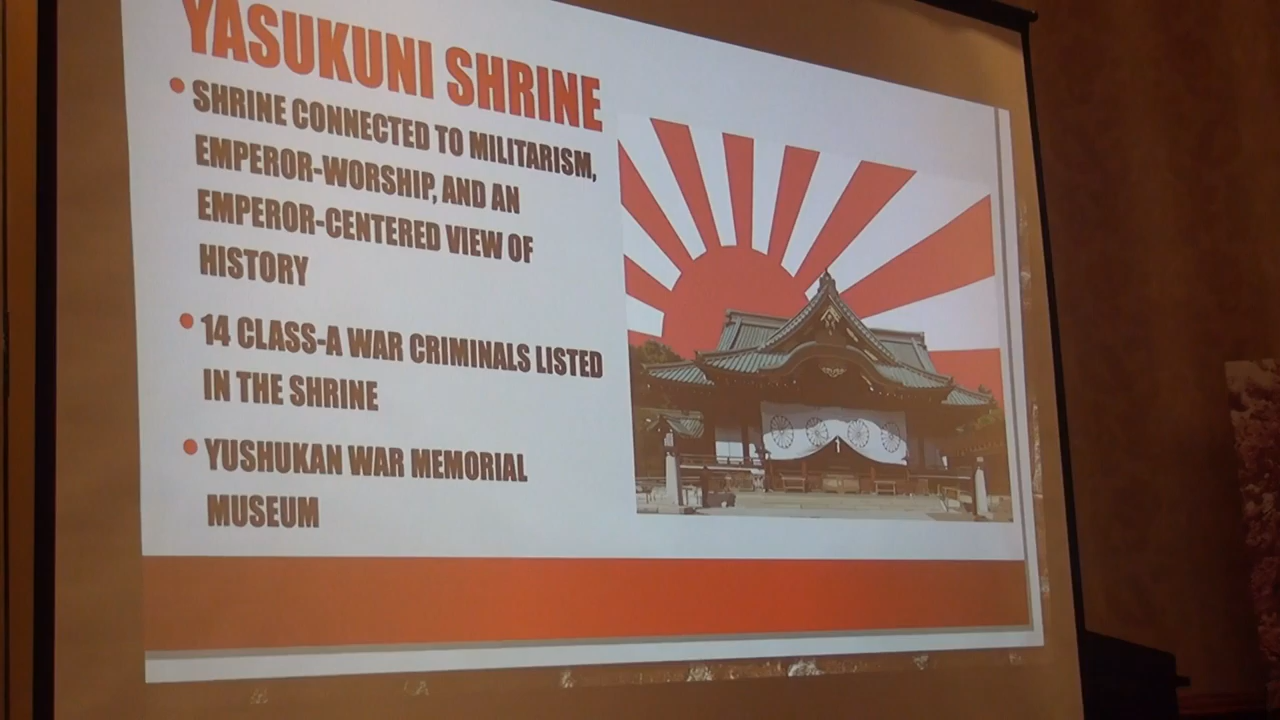 YASUKUNI SHRINE
• SHRINE CONNECTED TO MILITARISM,
EMPEROR-WORSHIP, AND AN
EMPEROR-CENTERED VIEW OF
HISTORY
• 14 CLASS-A WAR CRIMINALS LISTED
IN THE SHRINE
• YUSHUKAN WAR MEMORIAL
MUSEUM